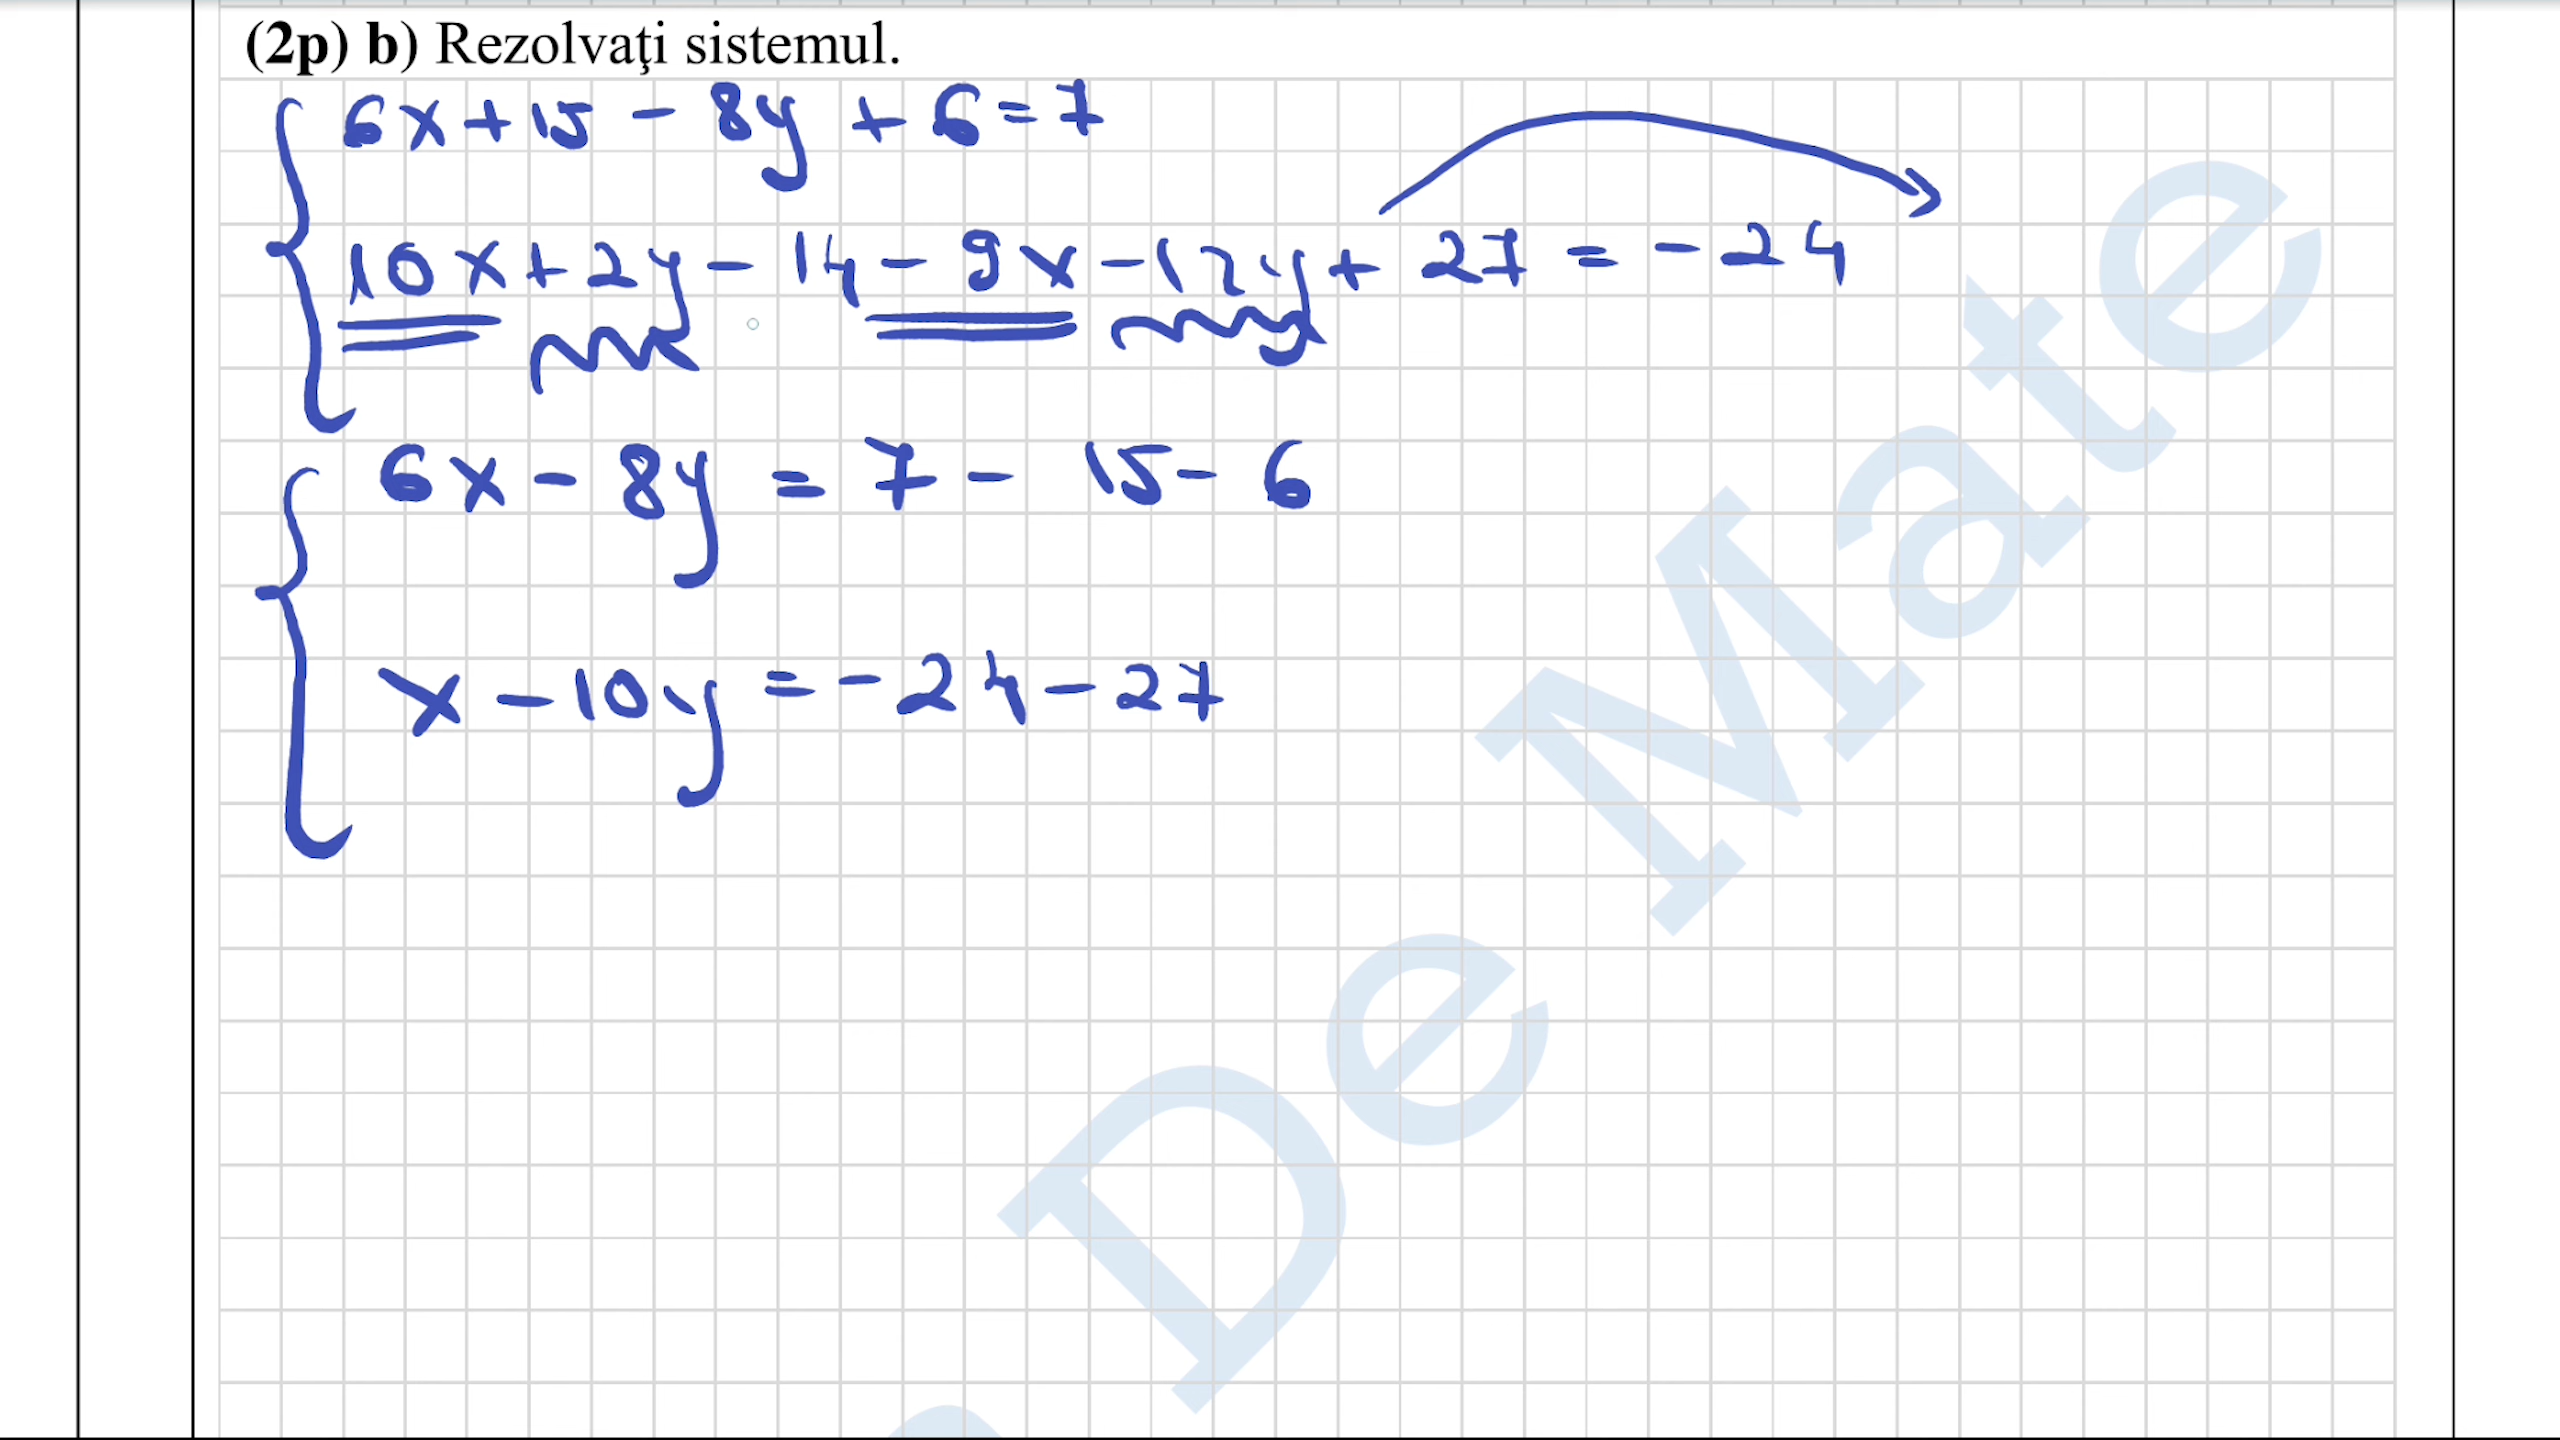 (2p) b) Rezolvaţi sistemul.
6x + 15 - 8y + 6 = 7
10x + 2y - 14 - 9x - 12y + 27 = - 24
6x - 8y = 7 - 15 - 6
x - 10y = - 24 - 27
De Mate